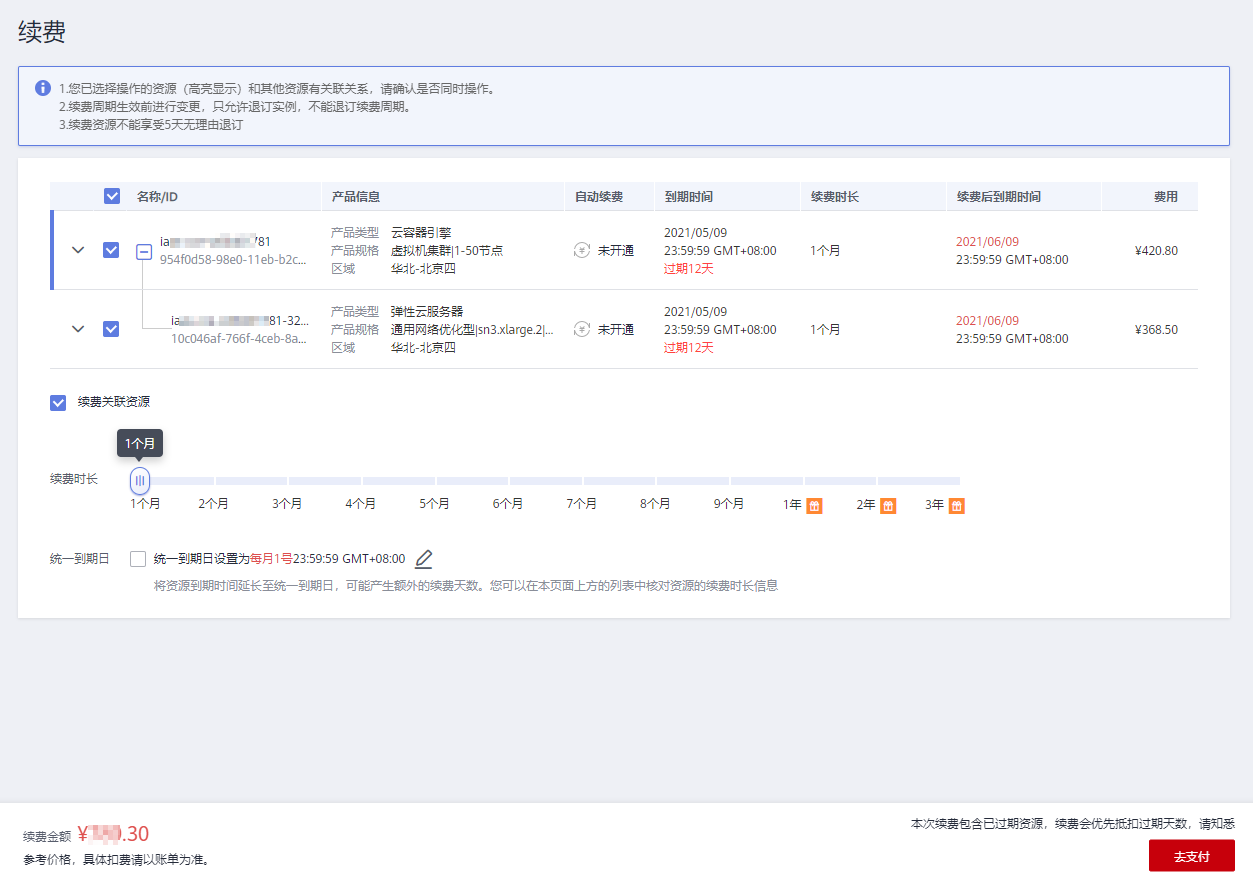 续费
1.您已选择操作的资源（高亮显示）和其他资源有关联关系，请确认是否同时操作。
2.续费周期生效前进行变更，只允许退订实例，不能退订续费周期。
3.续费资源不能享受5天无理由退订
名称/ID 产品信息 自动续费 到期时间 续费时长 续费后到期时间 费用
产品类型 云容器引擎 2021/05/09
ia 781 产品规格 虚拟机集群|1-50节点 未开通 23:59:59 GMT+08:00 1个月 2021/06/09 ¥420.80
954f0d58-98e0-11eb-b2c... 区域 华北-北京四 过期12天 23:59:59 GMT+08:00
产品类型 弹性云服务器 2021/05/09
ia 81-32... 产品规格 通用网络优化型|sn3.xlarge.2|... 未开通 23:59:59 GMT+08:00 1个月 2021/06/09 ¥368.50
10c046af-766f-4ceb-8a... 区域 华北-北京四 过期12天 23:59:59 GMT+08:00
续费关联资源
1个月
续费时长
1个月 2个月 3个月 4个月 5个月 6个月 7个月 8个月 9个月 1年 2年 3年
统一到期日 统一到期日设置为每月1号23:59:59 GMT+08:00
将资源到期时间延长至统一到期日，可能产生额外的续费天数。您可以在本页面上方的列表中核对资源的续费时长信息
续费金额 ¥ .30
参考价格，具体扣费请以账单为准。
本次续费包含已过期资源，续费会优先抵扣过期天数，请知悉
去支付